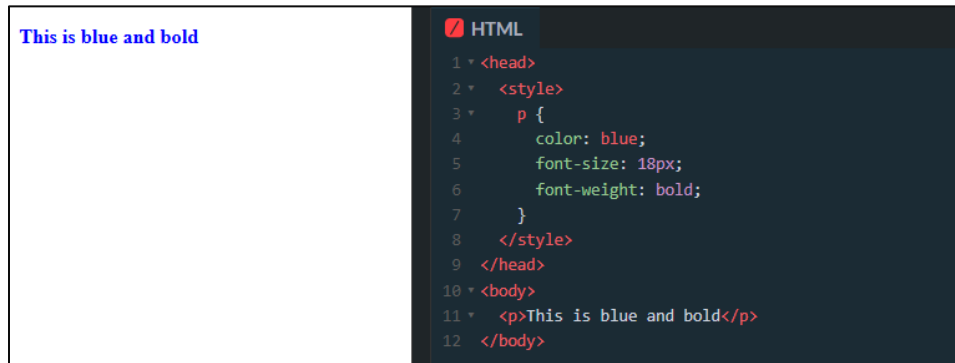 This is blue and bold
HTML
1 <head>
2 <style>
3 p {
4 color: blue;
5 font-size: 18px;
6 font-weight: bold;
7 }
8 </style>
9 </head>
10 <body>
11 <p>This is blue and bold</p>
12 </body>